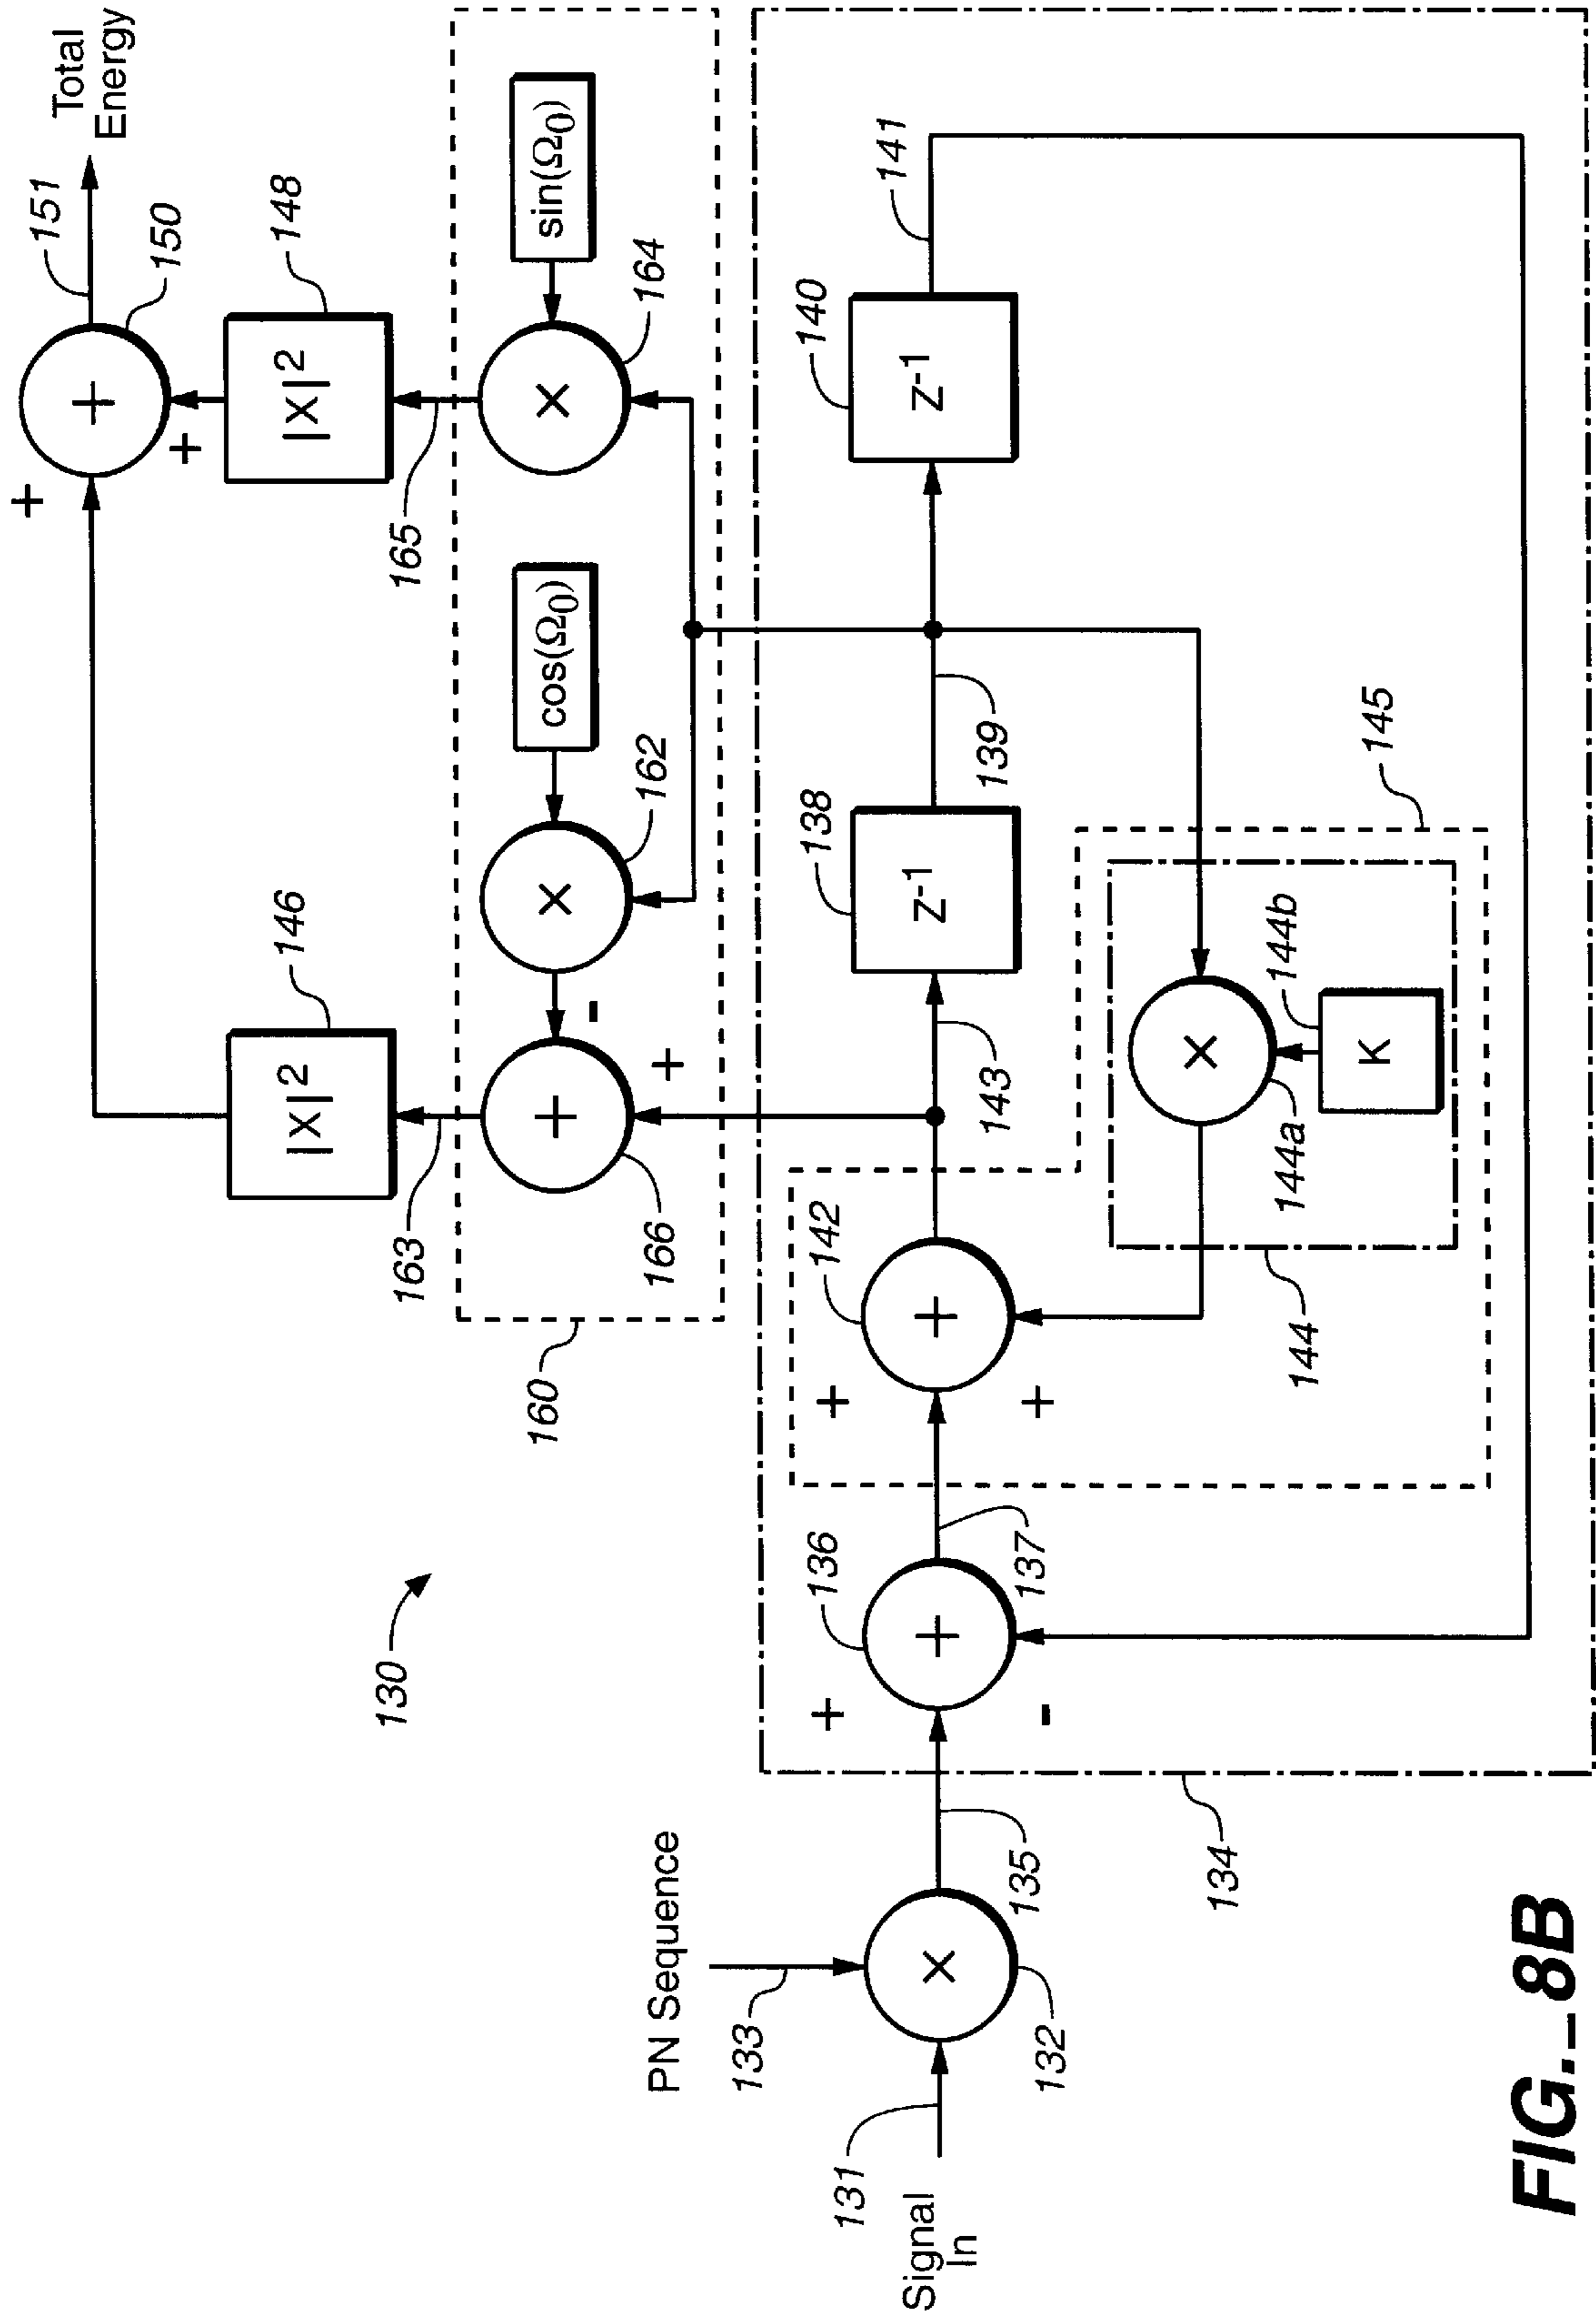 Total
Energy
151
150
+
+
+
148
|X|²
146
|X|²
165
163
sin(Ω₀)
×
164
cos(Ω₀)
×
162
-
+
+
166
160
130
PN Sequence
133
Signal
In
131
×
132
135
+
-
+
136
137
+
+
+
142
143
138
z⁻¹
139
140
z⁻¹
141
×
144a
K
144b
144
145
134
FIG._8B